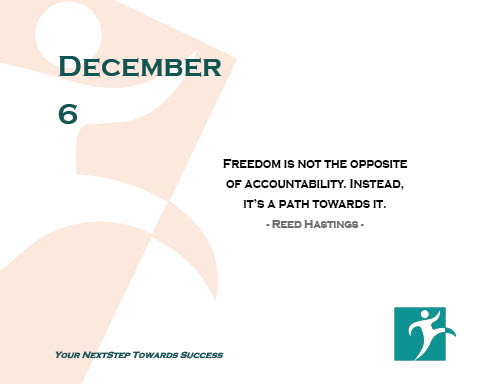 December
6
Freedom is not the opposite
of accountability. Instead,
it's a path towards it.
- Reed Hastings -
Your NextStep Towards Success